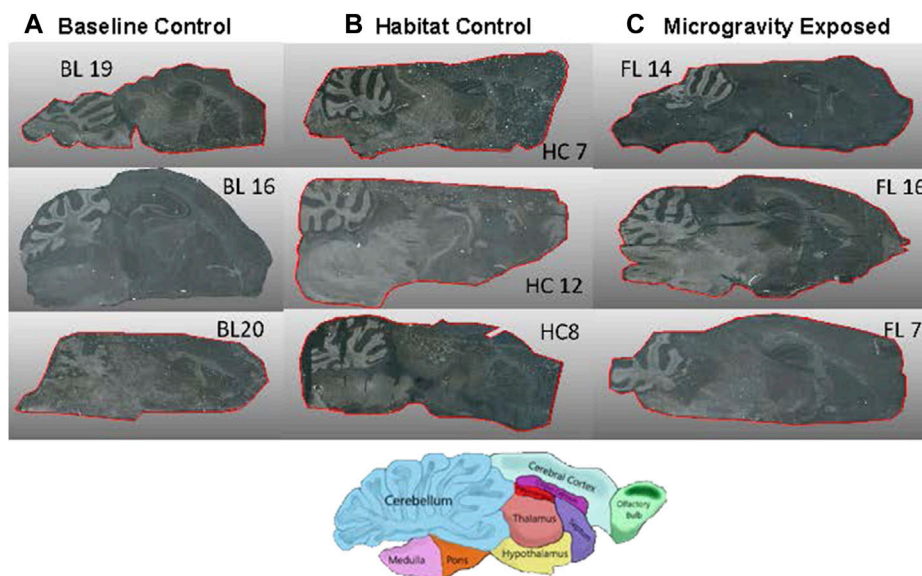 A Baseline Control
B Habitat Control
C Microgravity Exposed
BL 19
HC 7
FL 14
BL 16
HC 12
FL 16
BL20
HC8
FL 7
Cerebral Cortex
Cerebellum
Olfactory Bulb
Thalamus
Septum
Hypothalamus
Medulla
Pons